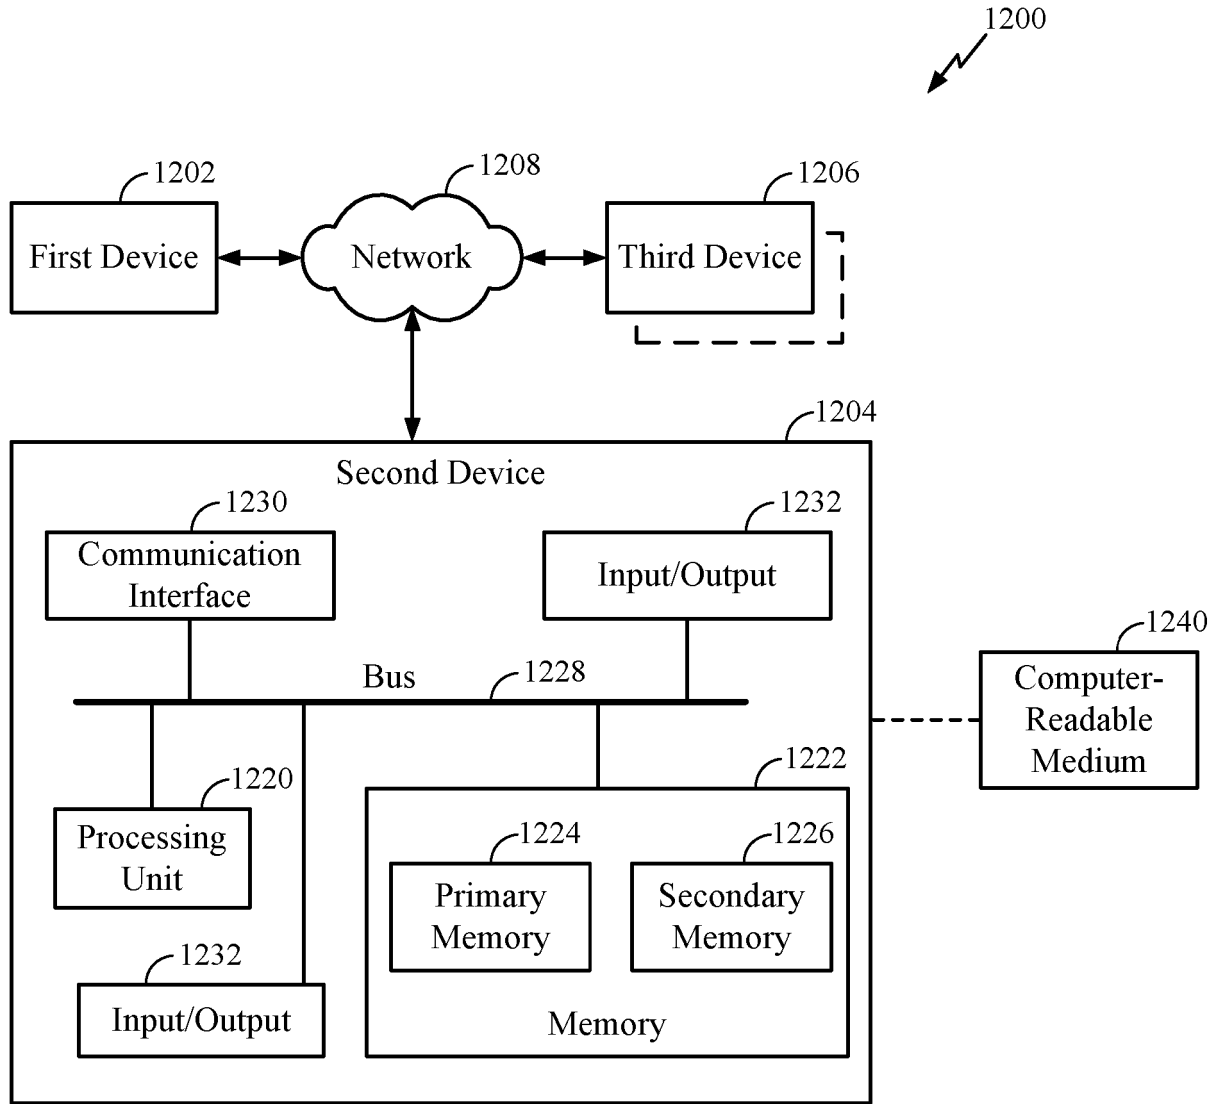 1200
1202
1208
1206
First Device
Network
Third Device
1204
Second Device
1230
1232
Communication
Interface
Input/Output
1240
Computer-
Readable
Medium
Bus
1228
1220
1222
Processing
Unit
1224
1226
Primary
Memory
Secondary
Memory
1232
Input/Output
Memory